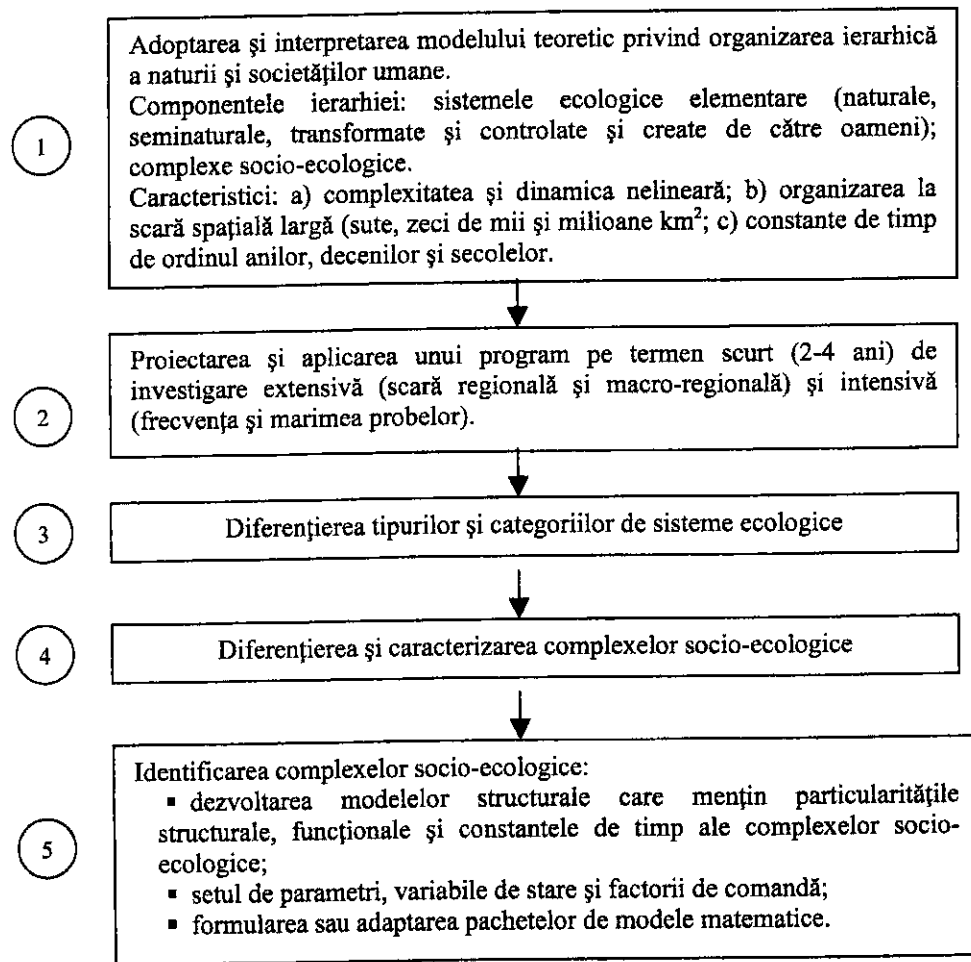 Adoptarea şi interpretarea modelului teoretic privind organizarea ierarhică
a naturii şi societăţilor umane.
Componentele ierarhiei: sistemele ecologice elementare (naturale,
seminaturale, transformate şi controlate şi create de către oameni);
complexe socio-ecologice.
Caracteristici: a) complexitatea şi dinamica nelineară; b) organizarea la
scară spaţială largă (sute, zeci de mii şi milioane km²; c) constante de timp
de ordinul anilor, decenilor şi secolelor.
1
Proiectarea şi aplicarea unui program pe termen scurt (2-4 ani) de
investigare extensivă (scară regională şi macro-regională) şi intensivă
(frecvenţa şi marimea probelor).
2
Diferenţierea tipurilor şi categoriilor de sisteme ecologice
3
Diferenţierea şi caracterizarea complexelor socio-ecologice
4
Identificarea complexelor socio-ecologice:
▪ dezvoltarea modelelor structurale care menţin particularităţile
structurale, funcţionale şi constantele de timp ale complexelor socio-
ecologice;
▪ setul de parametri, variabile de stare şi factorii de comandă;
▪ formularea sau adaptarea pachetelor de modele matematice.
5